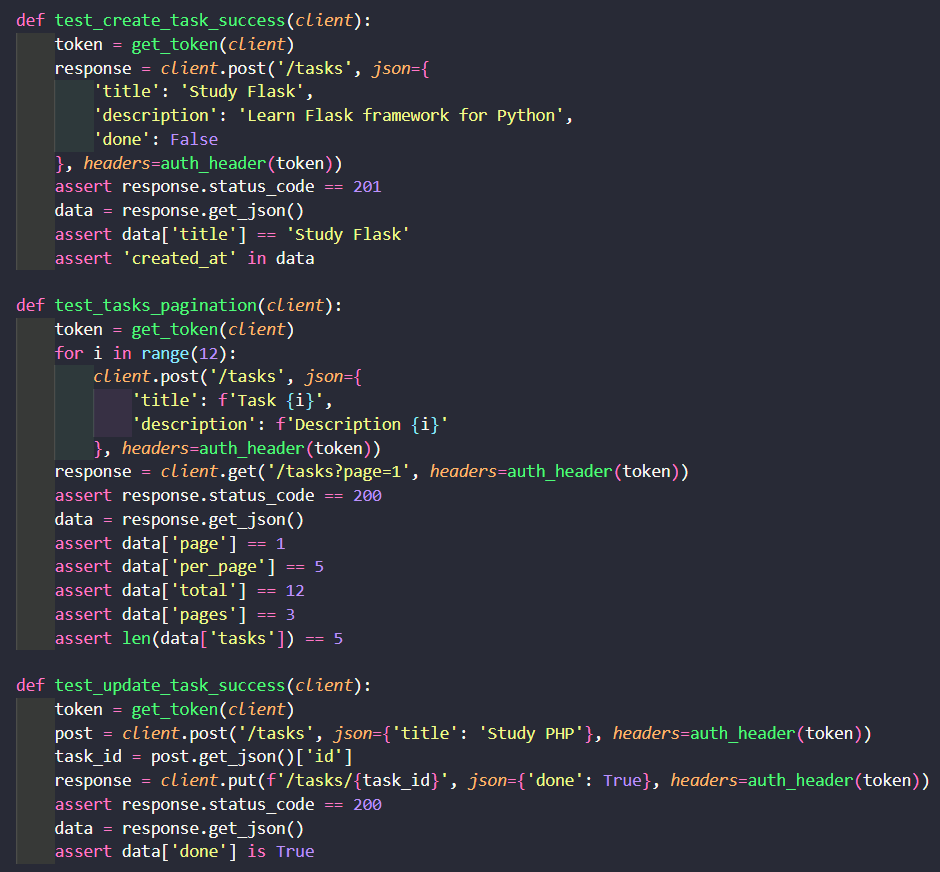 def test_create_task_success(client):
    token = get_token(client)
    response = client.post('/tasks', json={
        'title': 'Study Flask',
        'description': 'Learn Flask framework for Python',
        'done': False
    }, headers=auth_header(token))
    assert response.status_code == 201
    data = response.get_json()
    assert data['title'] == 'Study Flask'
    assert 'created_at' in data

def test_tasks_pagination(client):
    token = get_token(client)
    for i in range(12):
        client.post('/tasks', json={
            'title': f'Task {i}',
            'description': f'Description {i}'
        }, headers=auth_header(token))
    response = client.get('/tasks?page=1', headers=auth_header(token))
    assert response.status_code == 200
    data = response.get_json()
    assert data['page'] == 1
    assert data['per_page'] == 5
    assert data['total'] == 12
    assert data['pages'] == 3
    assert len(data['tasks']) == 5

def test_update_task_success(client):
    token = get_token(client)
    post = client.post('/tasks', json={'title': 'Study PHP'}, headers=auth_header(token))
    task_id = post.get_json()['id']
    response = client.put(f'/tasks/{task_id}', json={'done': True}, headers=auth_header(token))
    assert response.status_code == 200
    data = response.get_json()
    assert data['done'] is True